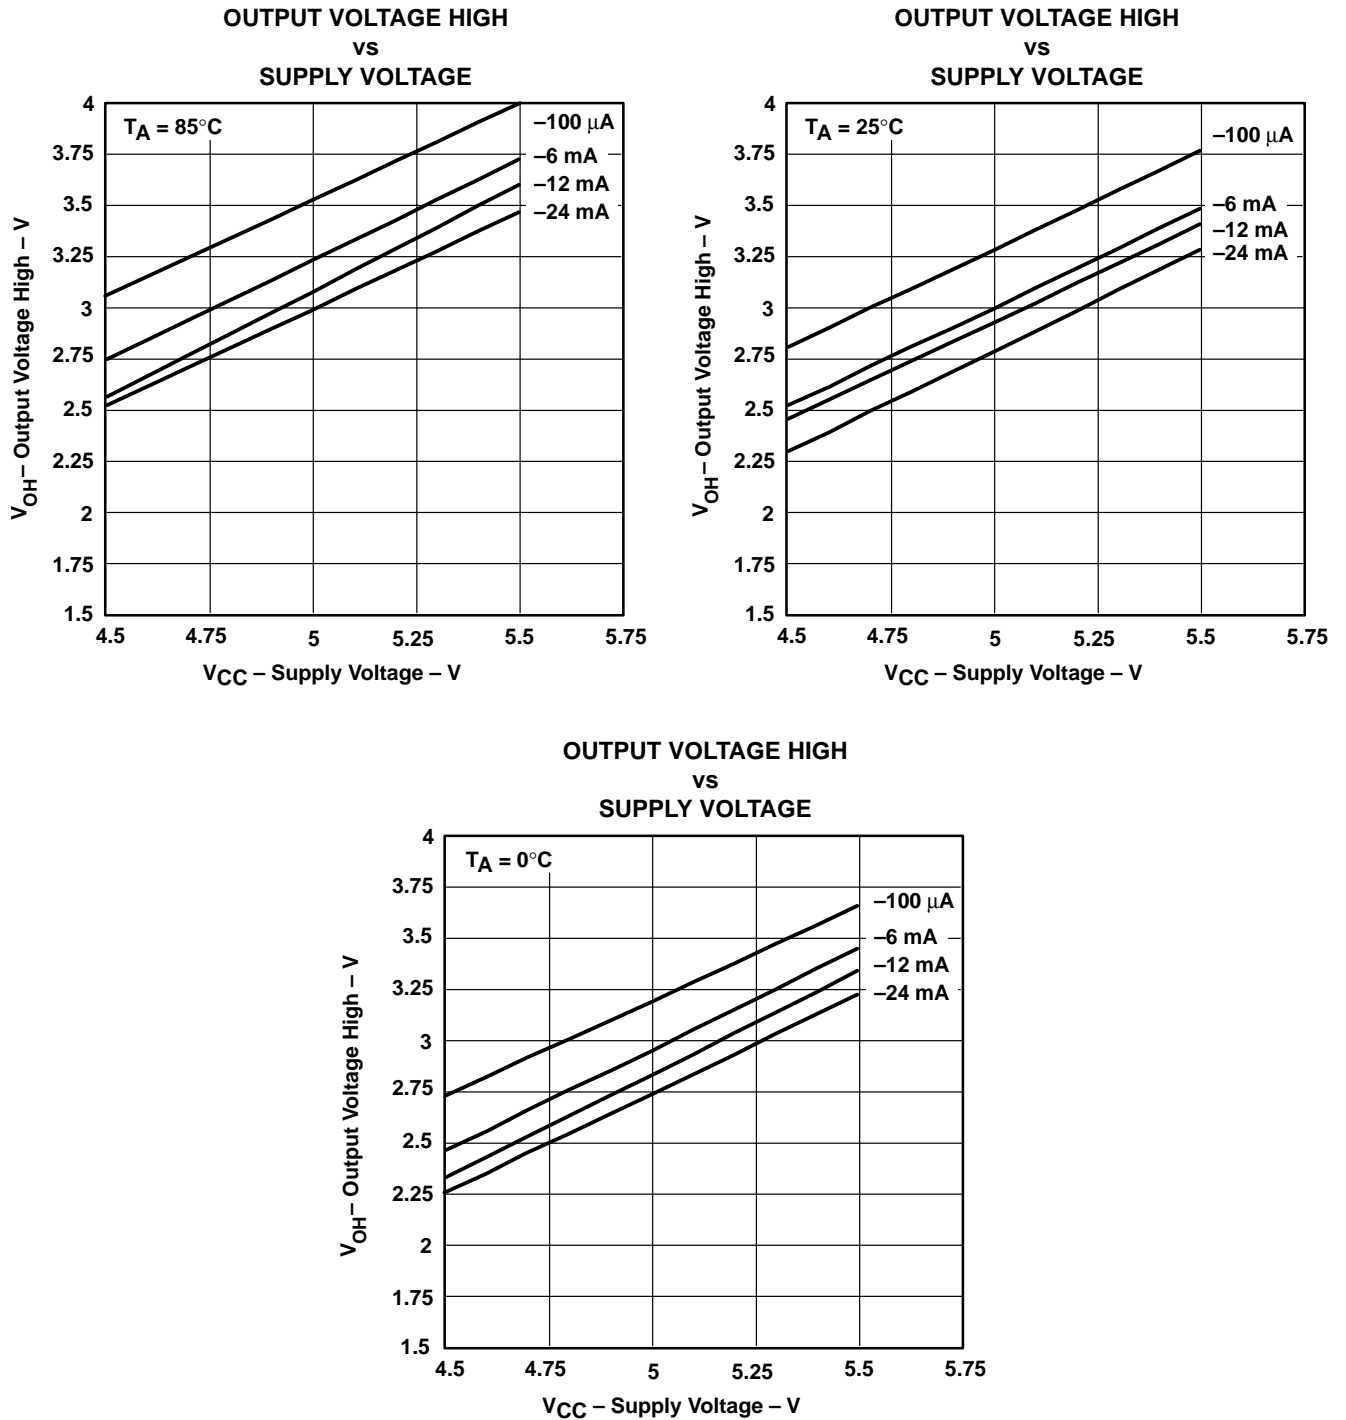 OUTPUT VOLTAGE HIGH
vs
SUPPLY VOLTAGE
TA = 85°C
–100 μA
–6 mA
–12 mA
–24 mA
4
3.75
3.5
3.25
3
2.75
2.5
2.25
2
1.75
1.5
4.5 4.75 5 5.25 5.5 5.75
VOH – Output Voltage High – V
VCC – Supply Voltage – V
OUTPUT VOLTAGE HIGH
vs
SUPPLY VOLTAGE
TA = 25°C
–100 μA
–6 mA
–12 mA
–24 mA
4
3.75
3.5
3.25
3
2.75
2.5
2.25
2
1.75
1.5
4.5 4.75 5 5.25 5.5 5.75
VOH – Output Voltage High – V
VCC – Supply Voltage – V
OUTPUT VOLTAGE HIGH
vs
SUPPLY VOLTAGE
TA = 0°C
–100 μA
–6 mA
–12 mA
–24 mA
4
3.75
3.5
3.25
3
2.75
2.5
2.25
2
1.75
1.5
4.5 4.75 5 5.25 5.5 5.75
VOH – Output Voltage High – V
VCC – Supply Voltage – V